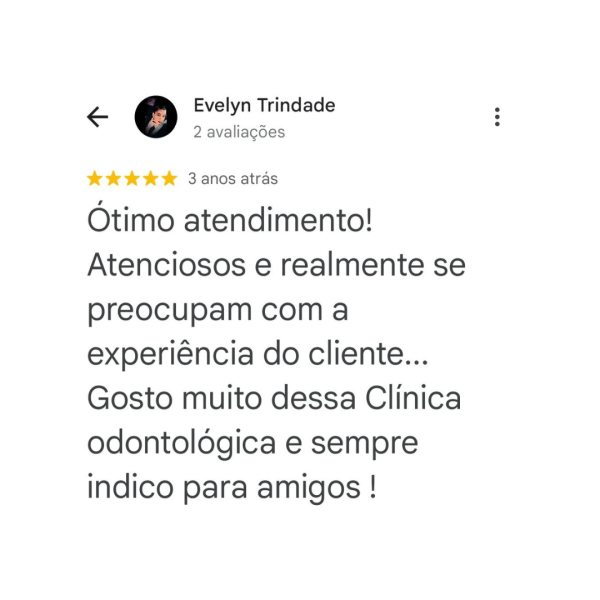 Evelyn Trindade
2 avaliações
3 anos atrás
Ótimo atendimento!
Atenciosos e realmente se
preocupam com a
experiência do cliente...
Gosto muito dessa Clínica
odontológica e sempre
indico para amigos !